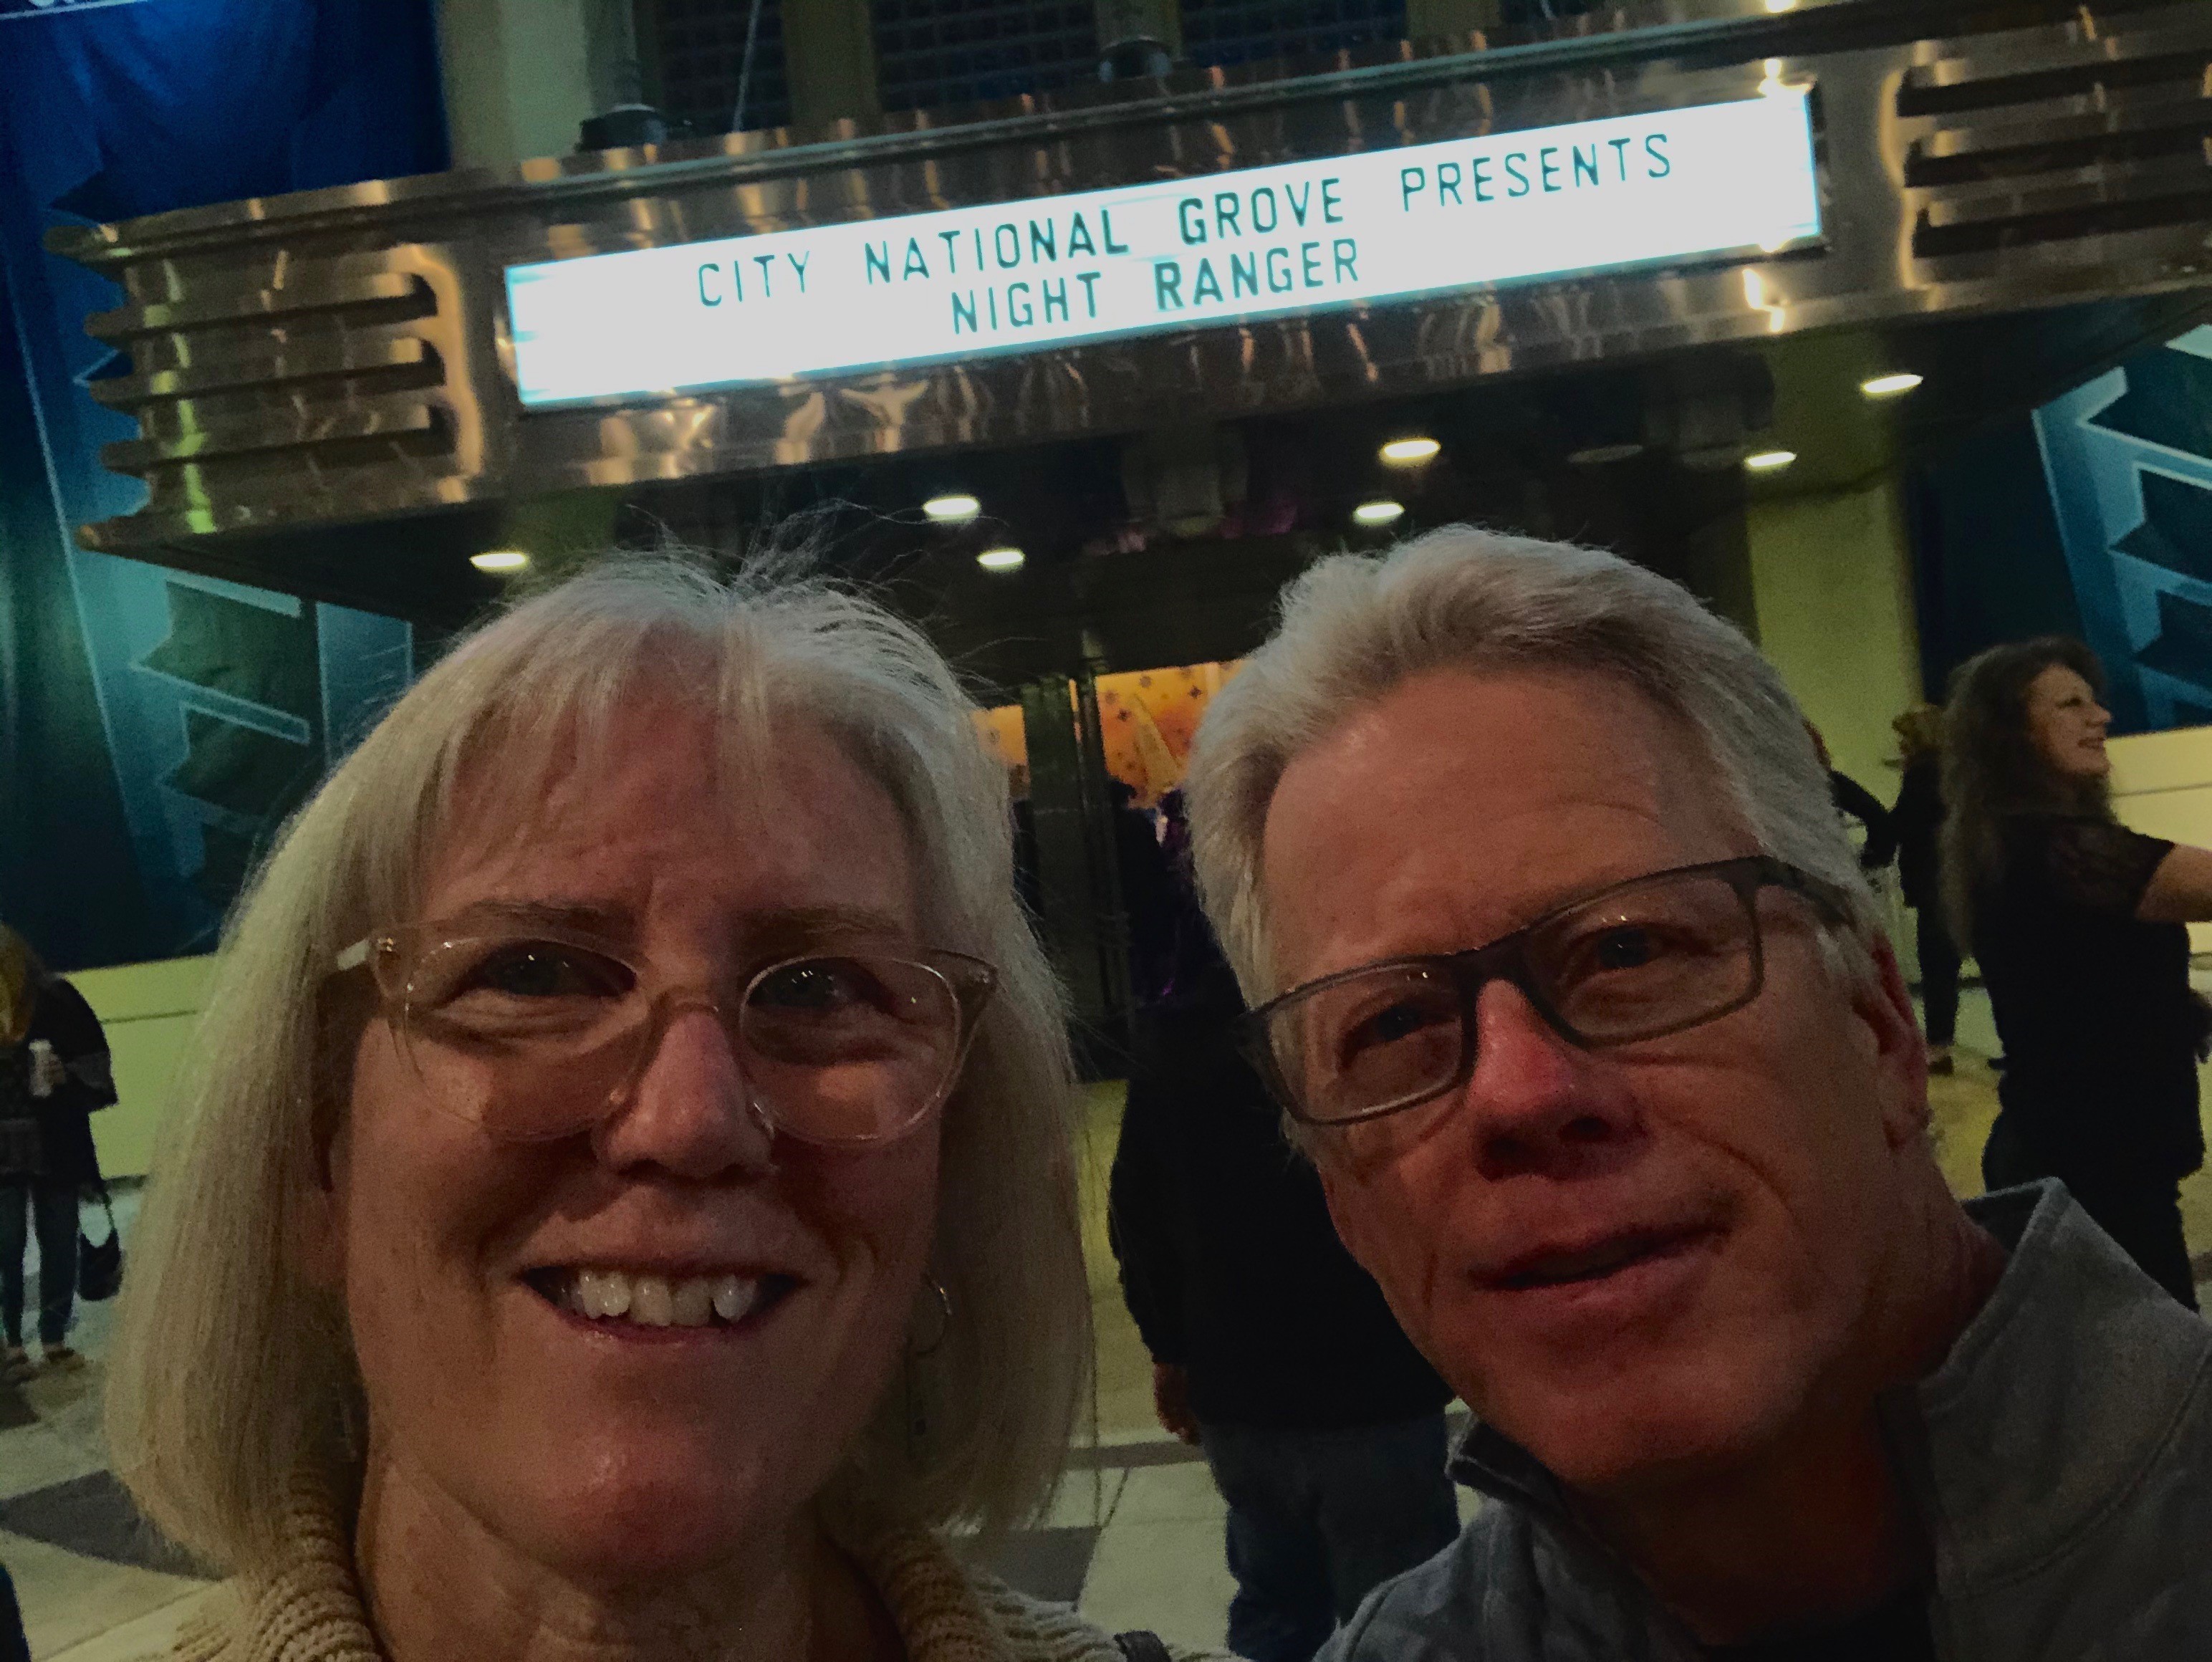 CITY NATIONAL GROVE PRESENTS
NIGHT RANGER